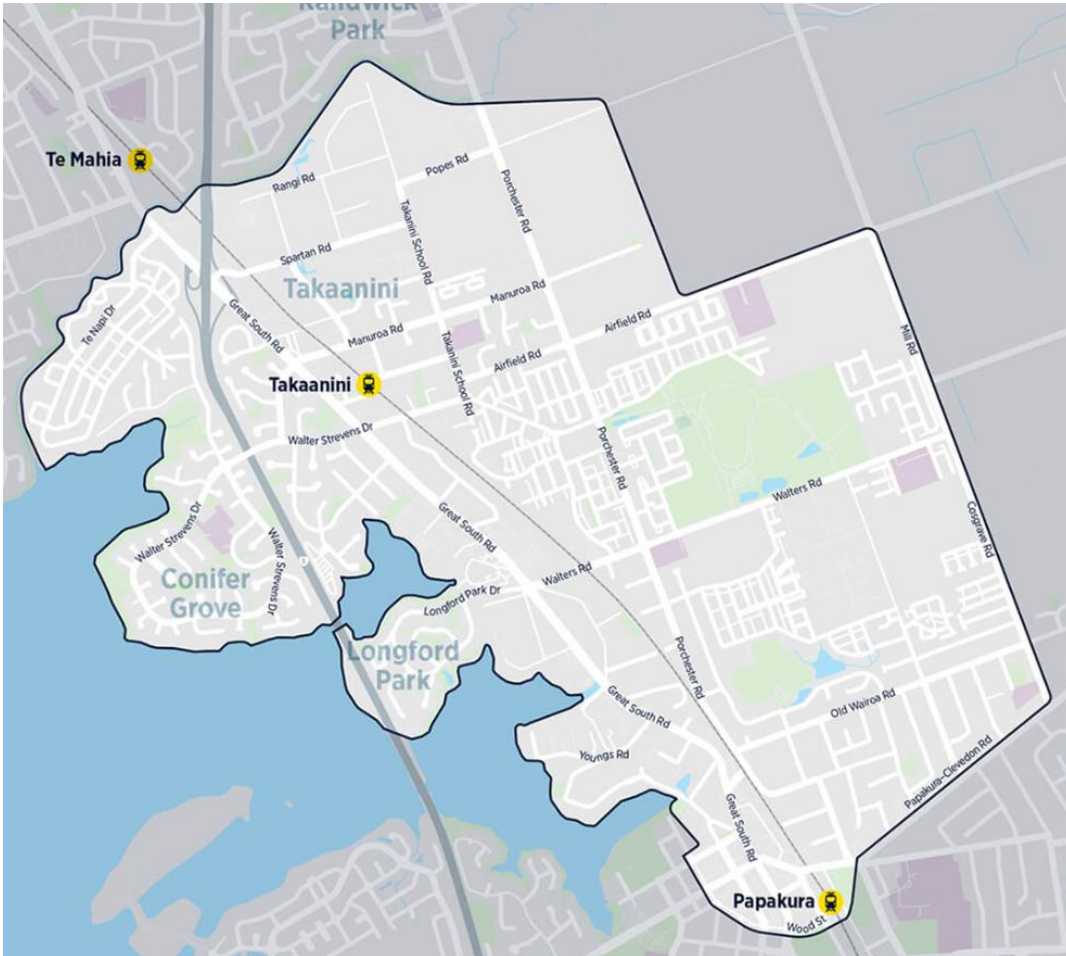 Randwick
Park
Te Mahia
Rangi Rd
Popes Rd
Porchester Rd
Takanini School Rd
Spartan Rd
Takaanini
Manuroa Rd
Te Napi Dr
Great South Rd
Manuroa Rd
Airfield Rd
Mill Rd
Takanini School Rd
Airfield Rd
Takaanini
Walter Stevens Dr
Porchester Rd
Walters Rd
Walter Strevens Dr
Great South Rd
Cosgrave Rd
Walter Strevens Dr
Conifer
Grove
Walters Rd
Longford Park Dr
Longford
Park
Porchester Rd
Great South Rd
Old Wairoa Rd
Youngs Rd
Papakura-Clevedon Rd
Great South Rd
Papakura
Wood St